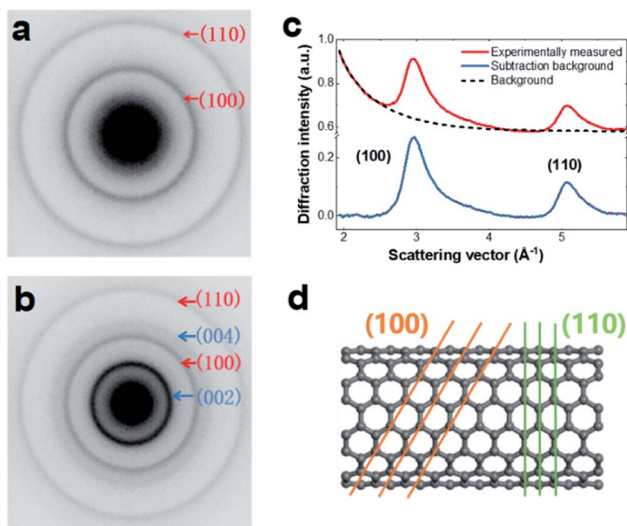 a
(110)
(100)
b
(110)
(004)
(100)
(002)
c
Experimentally measured
Subtraction background
Background
Diffraction intensity (a.u.)
1.0
0.8
0.6
0.2
0.0
(100)
(110)
2
3
4
5
Scattering vector (Å⁻¹)
d
(100)
(110)